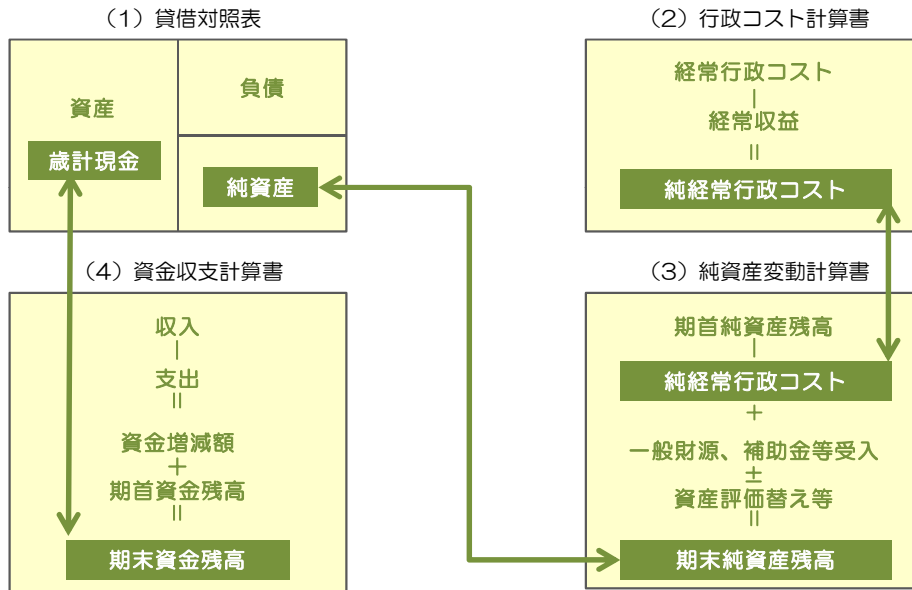 （1）貸借対照表
資産
歳計現金
負債
純資産
（2）行政コスト計算書
経常行政コスト
－
経常収益
＝
純経常行政コスト
（4）資金収支計算書
収入
－
支出
＝
資金増減額
＋
期首資金残高
＝
期末資金残高
（3）純資産変動計算書
期首純資産残高
－
純経常行政コスト
＋
一般財源、補助金等受入
±
資産評価替え等
＝
期末純資産残高